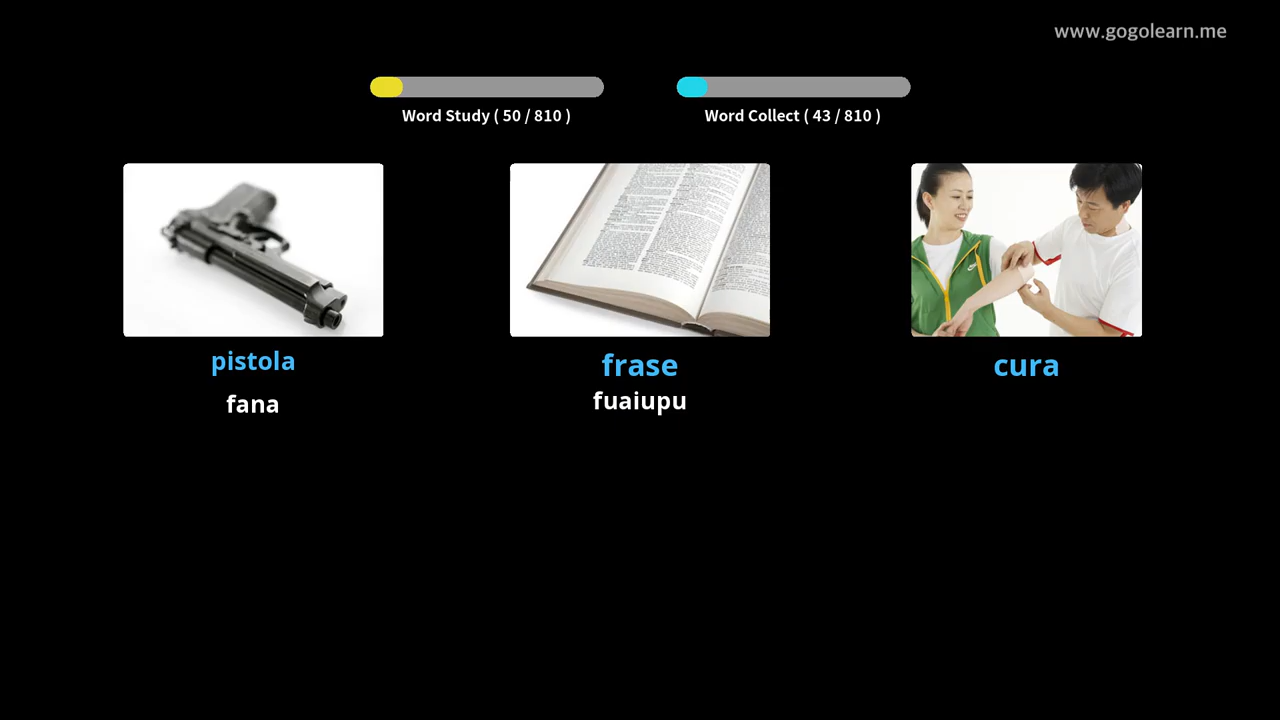 www.gogolearn.me
Word Study ( 50 / 810 )
Word Collect ( 43 / 810 )
pistola
fana
frase
fuaiupu
cura